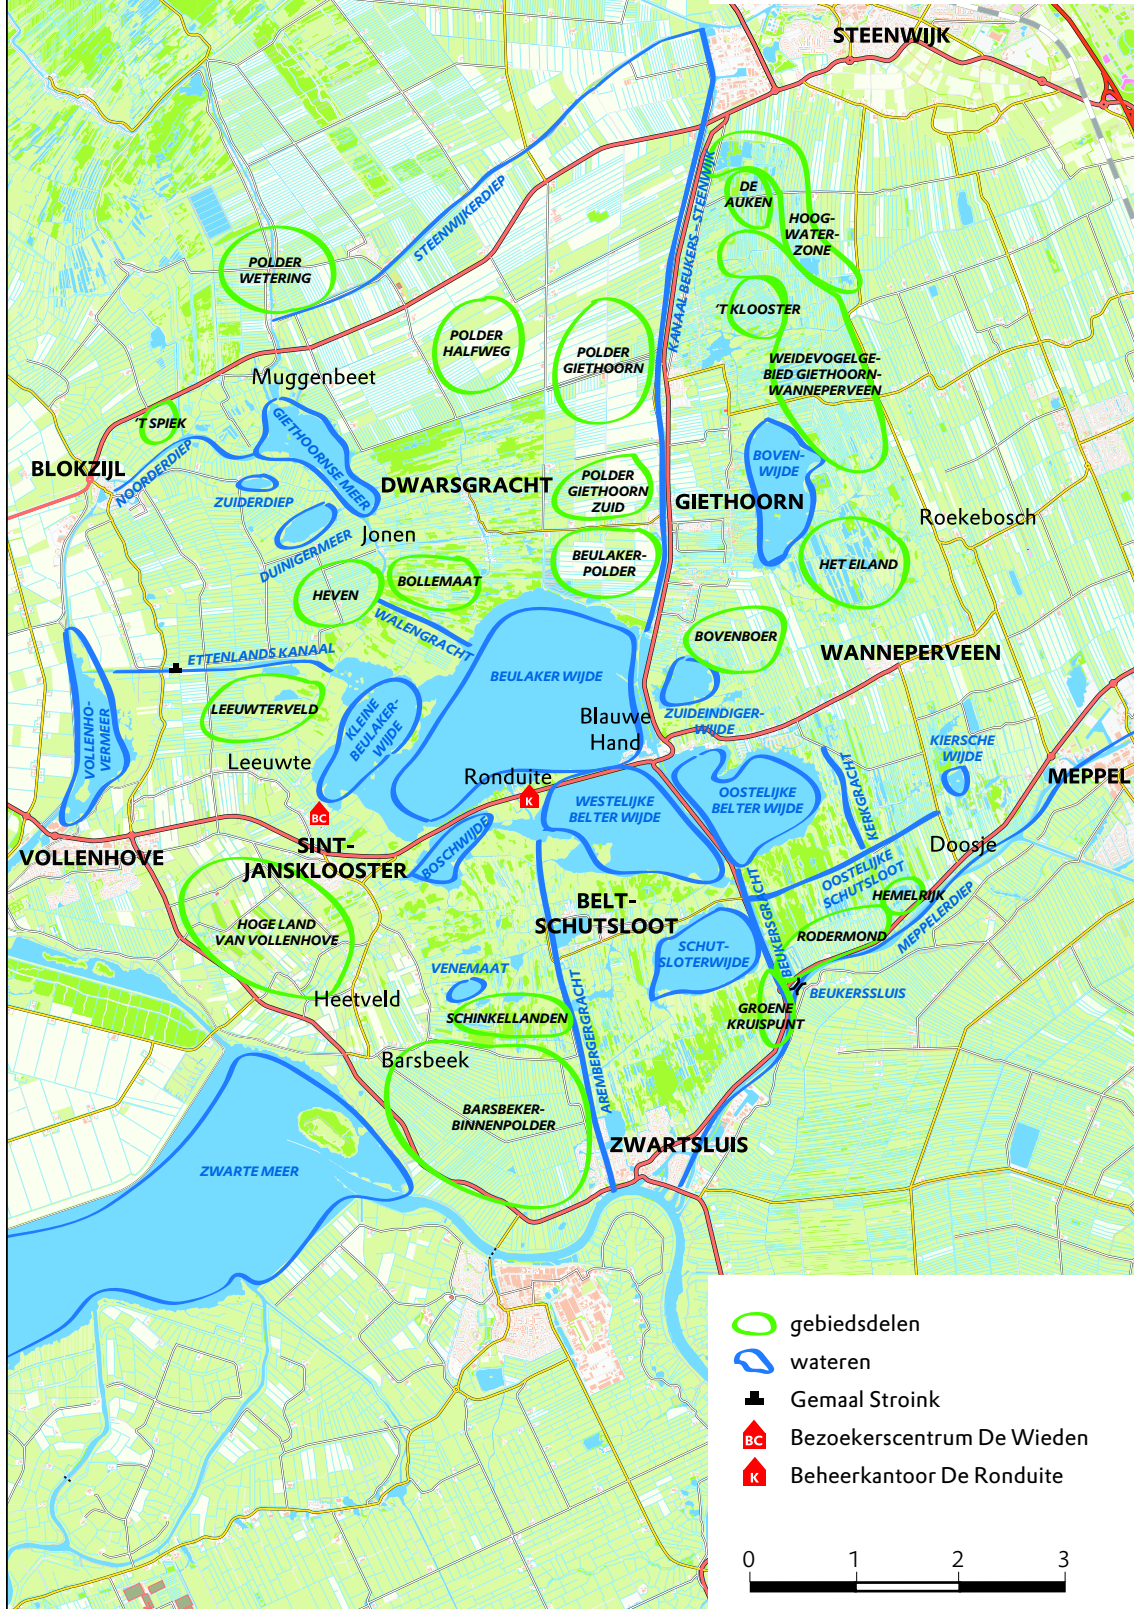 STEENWIJK
DE
AUKEN
HOOG-
WATER-
ZONE
KANAAL BEUKERS – STEENWIJK
STEENWIJKERDIEP
POLDER
WETERING
'T KLOOSTER
POLDER
HALFWEG
POLDER
GIETHOORN
WEIDEVOGELGE-
BIED GIETHOORN-
WANNEPERVEEN
Muggenbeet
'T SPIEK
GIETHOORNSE MEER
NOORDERDIEP
BLOKZIJL
ZUIDERDIEP
DWARSGRACHT
POLDER
GIETHOORN
ZUID
GIETHOORN
BOVEN-
WIJDE
Roekebosch
Jonen
DUINIGERMEER
BEULAKER-
POLDER
HET EILAND
HEVEN
BOLLEMAAT
WALENGRACHT
BOVENBOER
WANNEPERVEEN
ETTENLANDS KANAAL
BEULAKER WIJDE
LEEUWTERVELD
KLEINE
BEULAKER-
WIJDE
VOLLENHO-
VERMEER
Blauwe
Hand
ZUIDEINDIGER-
WIJDE
KIERSCHE
WIJDE
Leeuwte
Ronduite
MEPPEL
BC
K
WESTELIJKE
BELTER WIJDE
OOSTELIJKE
BELTER WIJDE
KERKGRACHT
VOLLENHOVE
SINT-
JANSKLOOSTER
BOSCHWIJDE
Doosje
OOSTELIJKE
SCHUTSLOOT
HEMELRIJK
BELT-
SCHUTSLOOT
BEUKERSGRACHT
MEPPELERDIEP
HOGE LAND
VAN VOLLENHOVE
RODERMOND
SCHUT-
SLOTERWIJDE
VENEMAAT
BEUKERSSLUIS
Heetveld
SCHINKELLANDEN
GROENE
KRUISPUNT
AREMBERGERGRACHT
Barsbeek
BARSBEKER-
BINNENPOLDER
ZWARTSLUIS
ZWARTE MEER
gebiedsdelen
wateren
Gemaal Stroink
BC Bezoekerscentrum De Wieden
K Beheerkantoor De Ronduite
0 1 2 3